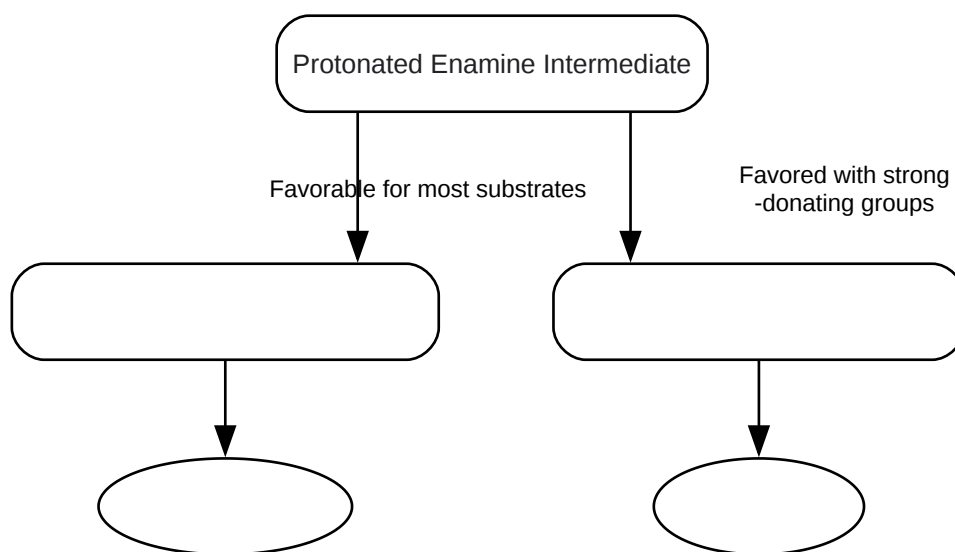 Protonated Enamine Intermediate
Favorable for most substrates
Favored with strong
-donating groups